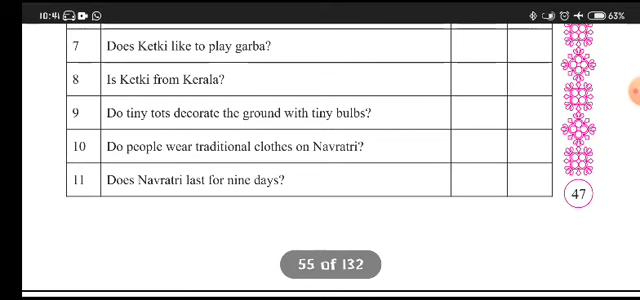 10:41 63%
7 Does Ketki like to play garba?
8 Is Ketki from Kerala?
9 Do tiny tots decorate the ground with tiny bulbs?
10 Do people wear traditional clothes on Navratri?
11 Does Navratri last for nine days?
47
55 of 132